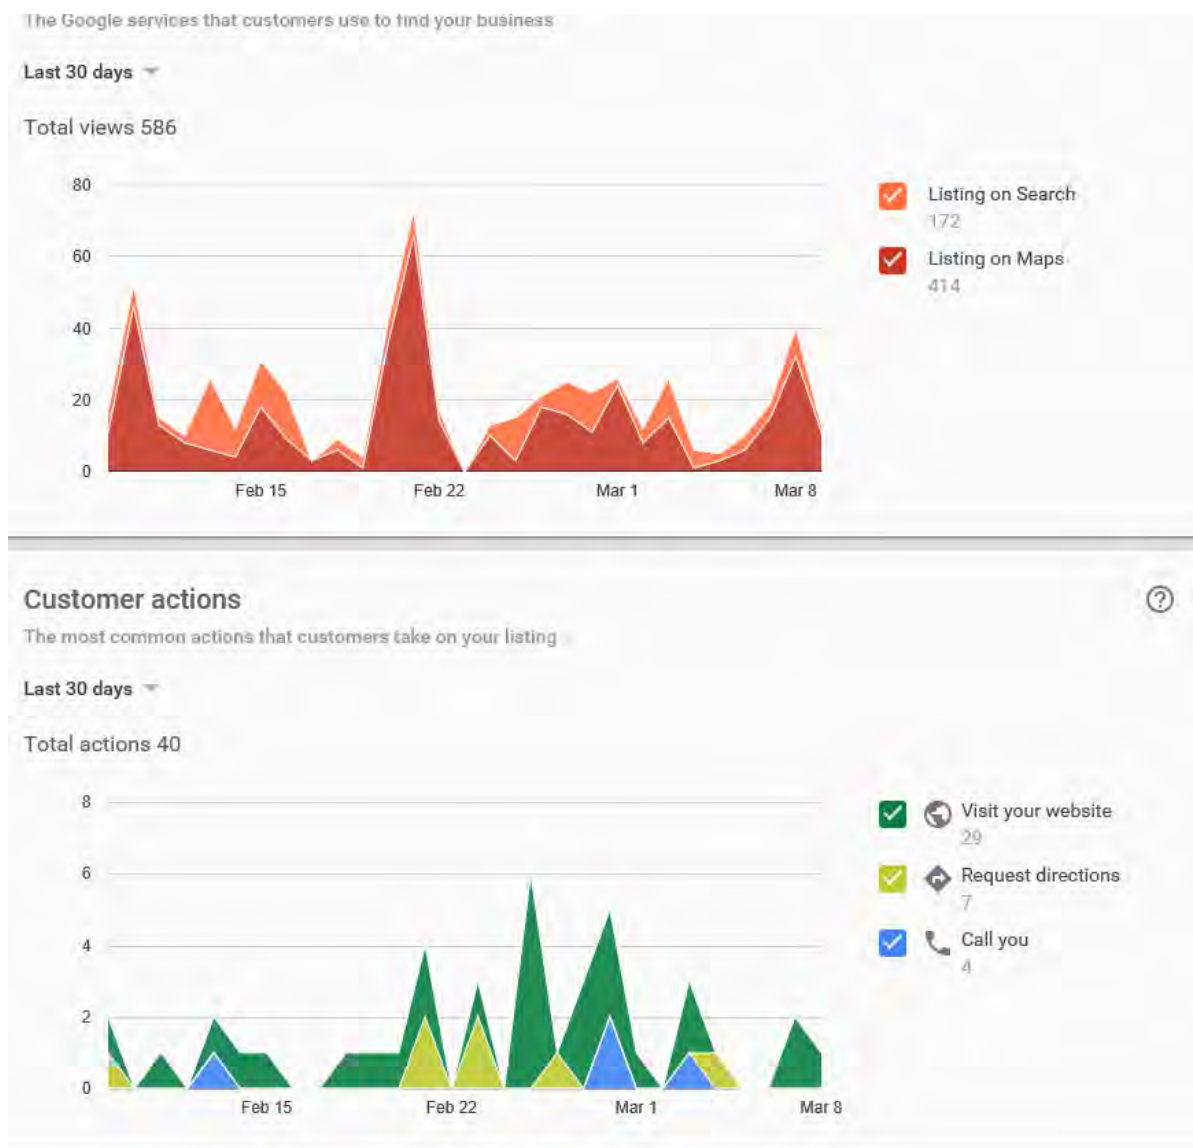 The Google services that customers use to find your business
Last 30 days
Total views 586
80
60
40
20
0
Feb 15 Feb 22 Mar 1 Mar 8
Listing on Search
172
Listing on Maps
414
Customer actions
?
The most common actions that customers take on your listing
Last 30 days
Total actions 40
8
6
4
2
0
Feb 15 Feb 22 Mar 1 Mar 8
Visit your website
29
Request directions
7
Call you
4